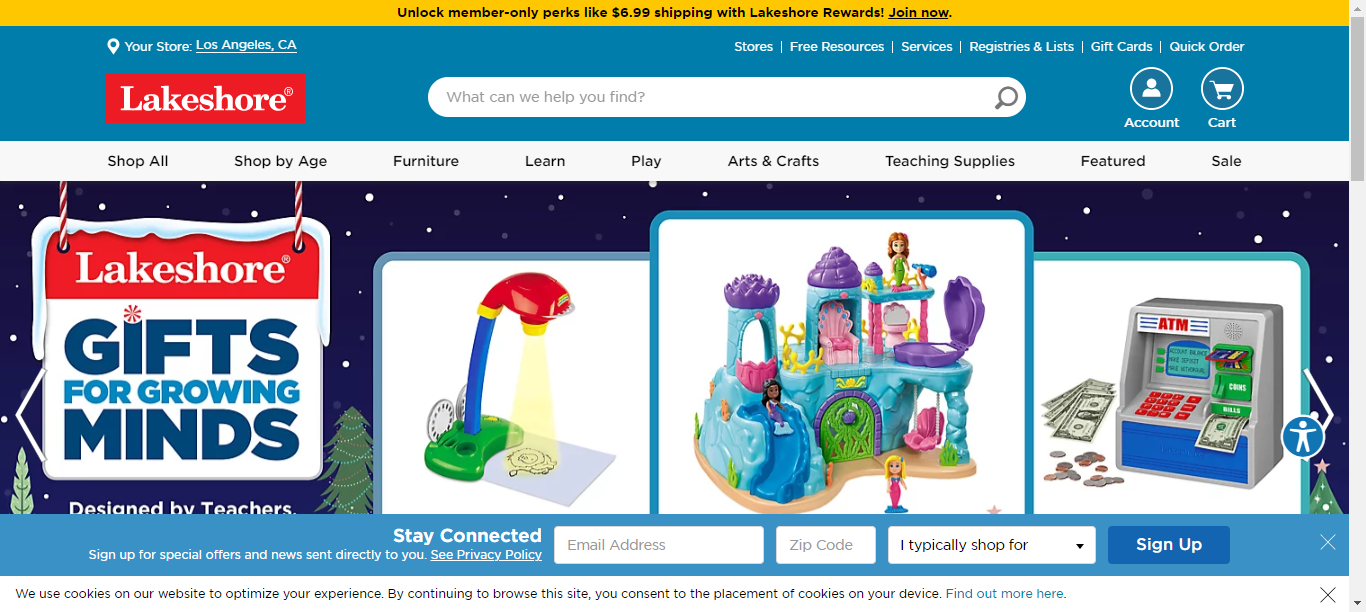 Unlock member-only perks like $6.99 shipping with Lakeshore Rewards! Join now.
Your Store: Los Angeles, CA
Stores | Free Resources | Services | Registries & Lists | Gift Cards | Quick Order
Lakeshore®
What can we help you find?
Account
Cart
Shop All
Shop by Age
Furniture
Learn
Play
Arts & Crafts
Teaching Supplies
Featured
Sale
Lakeshore®
GIFTS
FOR GROWING
MINDS
Designed by Teachers.
ATM
ACCOUNT BALANCE
MAKE DEPOSIT
MAKE WITHDRAWAL
COINS
BILLS
Stay Connected
Sign up for special offers and news sent directly to you. See Privacy Policy
Email Address
Zip Code
I typically shop for
Sign Up
We use cookies on our website to optimize your experience. By continuing to browse this site, you consent to the placement of cookies on your device. Find out more here.